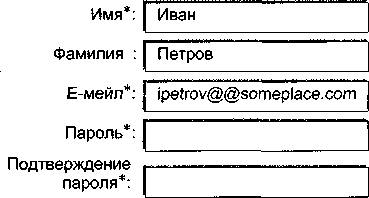 Имя*: Иван
Фамилия : Петров
Е-мейл*: ipetrov@@someplace.com
Пароль*:
Подтверждение
пароля*: